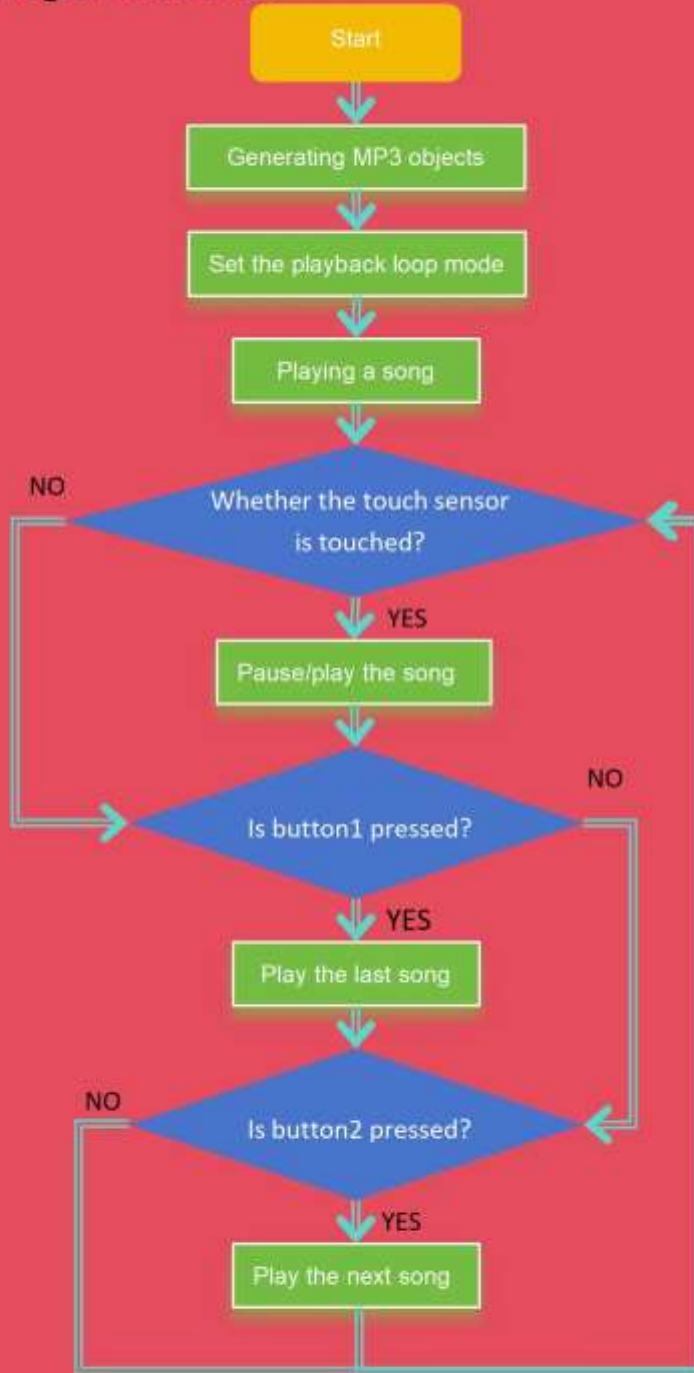 Start
Generating MP3 objects
Set the playback loop mode
Playing a song
NO
Whether the touch sensor
is touched?
YES
Pause/play the song
NO
Is button1 pressed?
YES
Play the last song
NO
Is button2 pressed?
YES
Play the next song